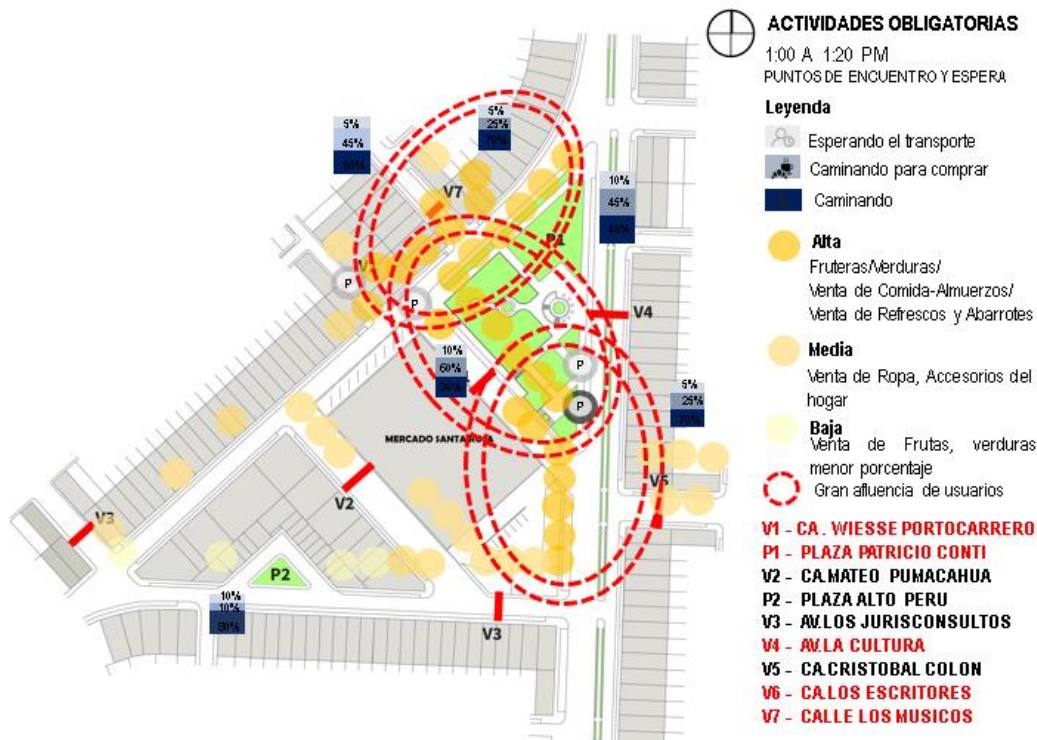 ACTIVIDADES OBLIGATORIAS
1:00 A 1:20 PM
PUNTOS DE ENCUENTRO Y ESPERA
Leyenda
Esperando el transporte
Caminando para comprar
Caminando
Alta
Fruteras/Verduras/
Venta de Comida-Almuerzos/
Venta de Refrescos y Abarrotes
Media
Venta de Ropa, Accesorios del
hogar
Baja
Venta de Frutas, verduras
menor porcentaje
Gran afluencia de usuarios
V1 - CA. WIESSE PORTOCARRERO
P1 - PLAZA PATRICIO CONTI
V2 - CA.MATEO PUMACAHUA
P2 - PLAZA ALTO PERU
V3 - AV.LOS JURISCONSULTOS
V4 - AV.LA CULTURA
V5 - CA.CRISTOBAL COLON
V6 - CA.LOS ESCRITORES
V7 - CALLE LOS MUSICOS
5%
45%
5%
25%
70%
10%
45%
45%
V7
P1
P
P
V4
10%
60%
P
P
5%
25%
70%
MERCADO SANTA ROSA
V5
V2
V3
P2
10%
10%
80%
V3